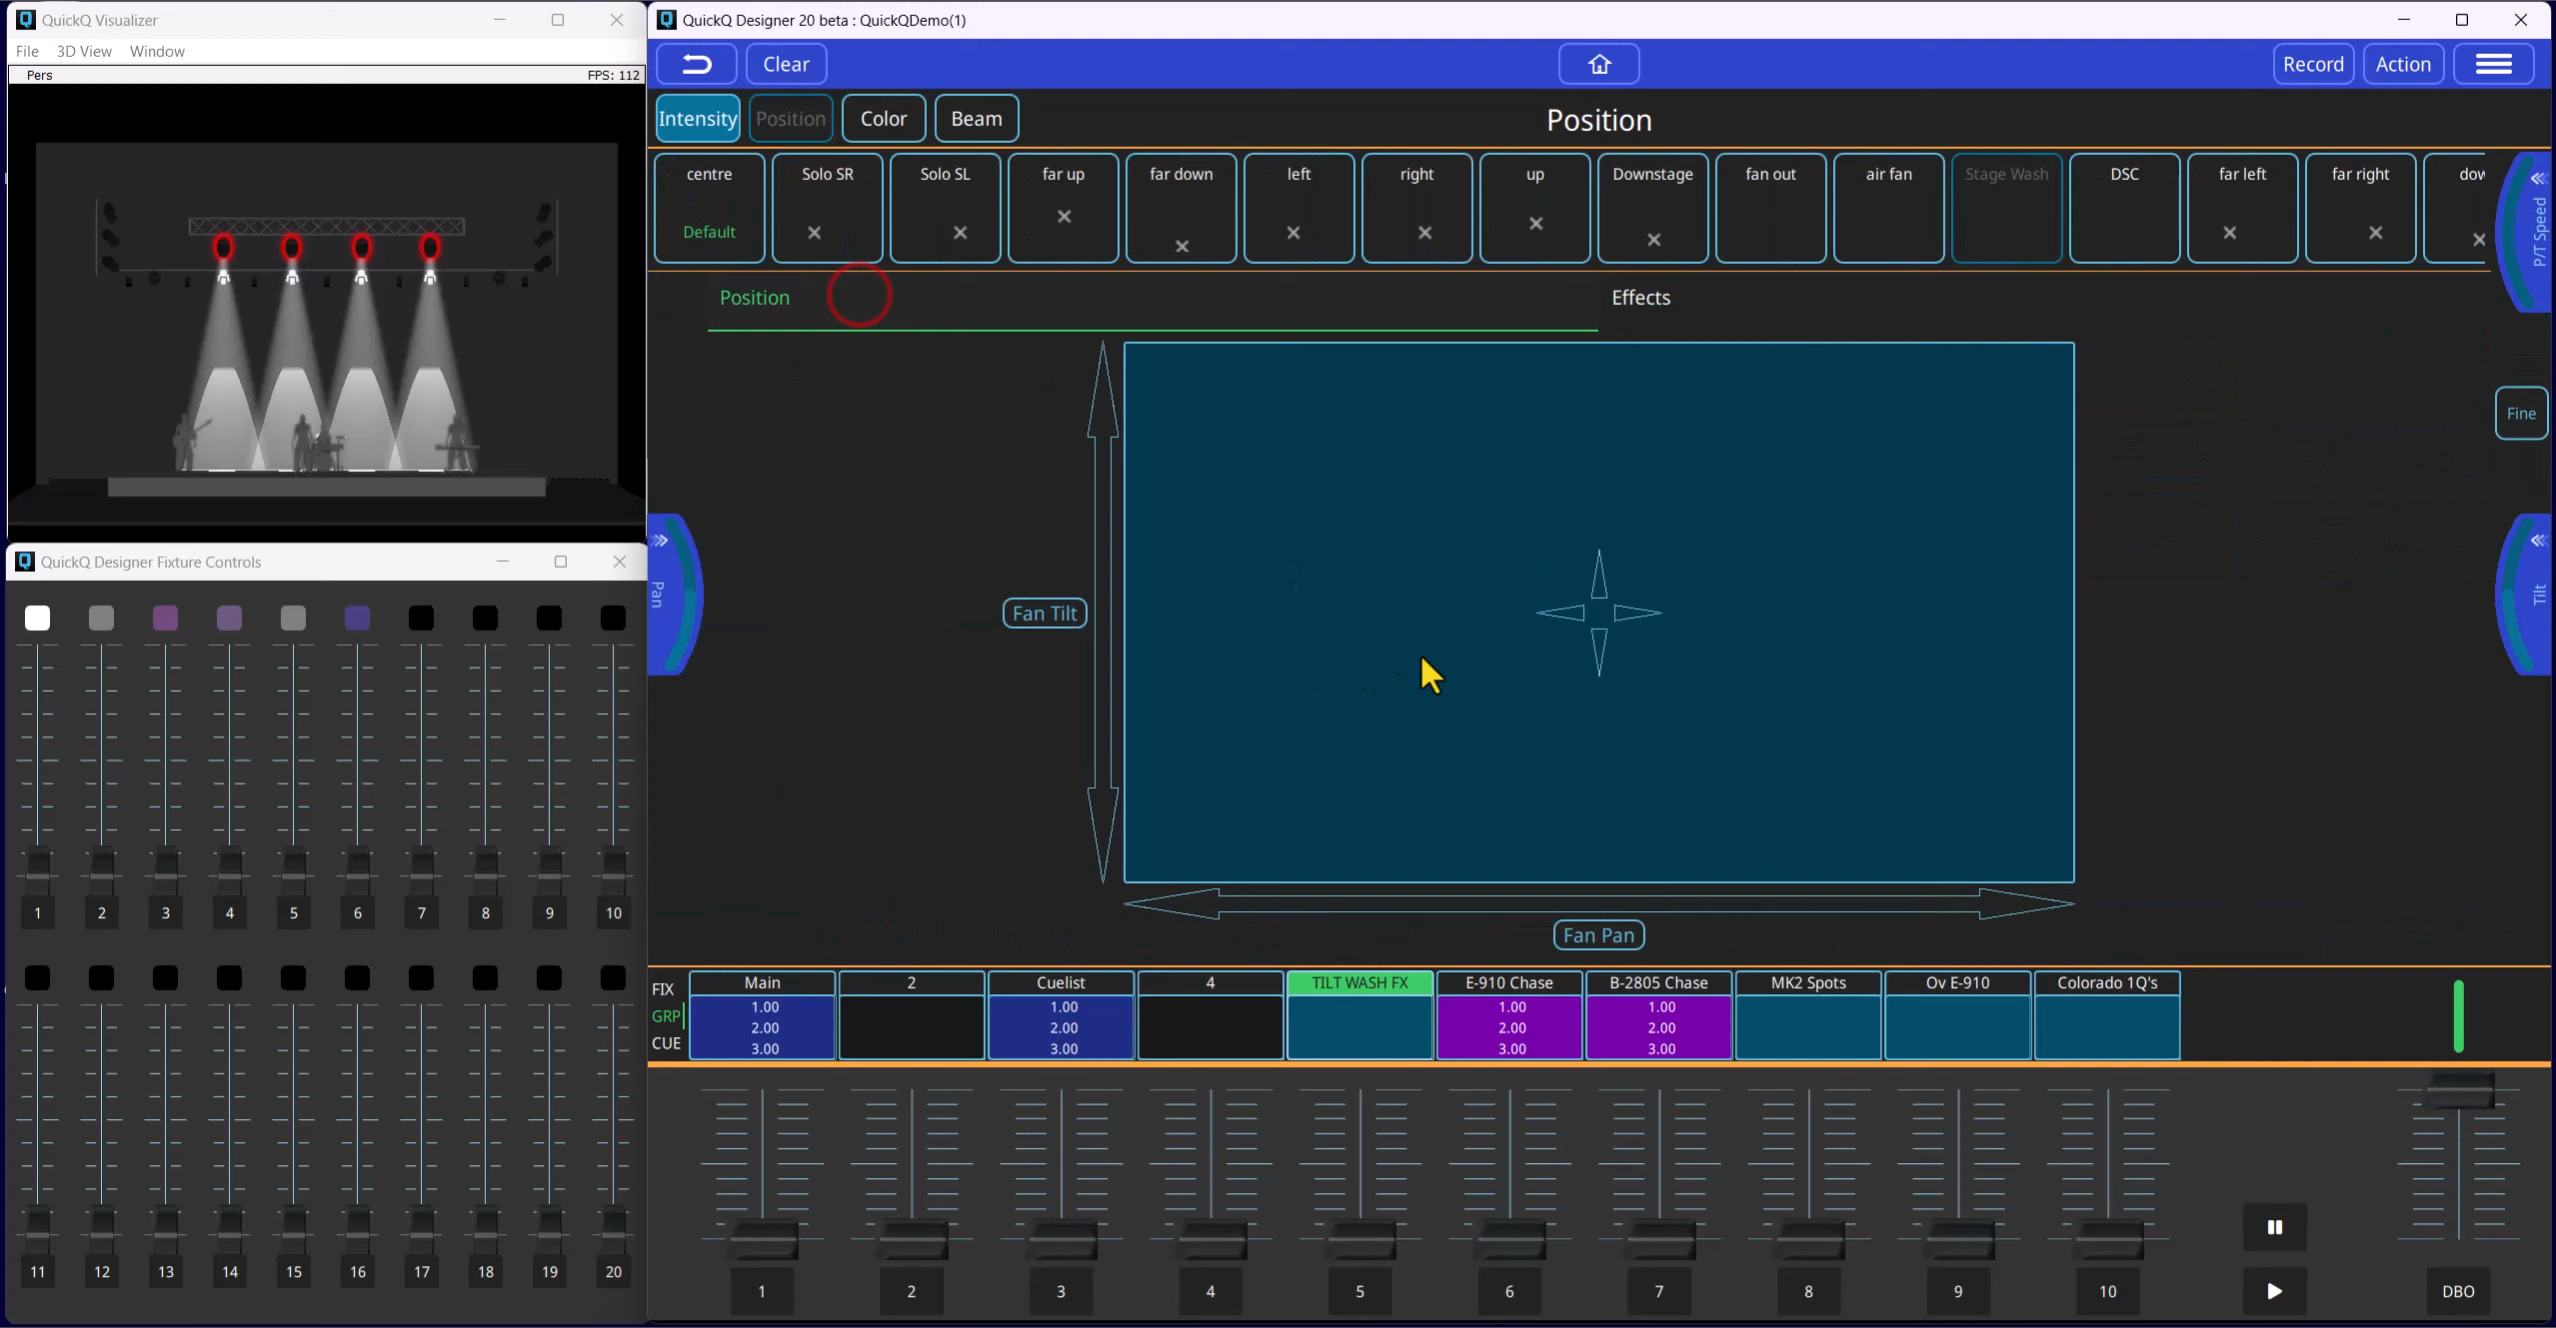 QuickQ Visualizer
File 3D View Window
Pers FPS: 112
QuickQ Designer Fixture Controls
1 2 3 4 5 6 7 8 9 10
11 12 13 14 15 16 17 18 19 20
QuickQ Designer 20 beta : QuickQDemo(1)
Clear Record Action
Intensity Position Color Beam Position
centre Solo SR Solo SL far up far down left right up Downstage fan out air fan Stage Wash DSC far left far right
Default
P/T Speed
Position Effects
Fine
Pan
Fan Tilt
Tilt
Fan Pan
FIX Main 2 Cuelist 4 TILT WASH FX E-910 Chase B-2805 Chase MK2 Spots Ov E-910 Colorado 1Q's
GRP 1.00 1.00 1.00 1.00
2.00 2.00 2.00 2.00
CUE 3.00 3.00 3.00 3.00
1 2 3 4 5 6 7 8 9 10 DBO